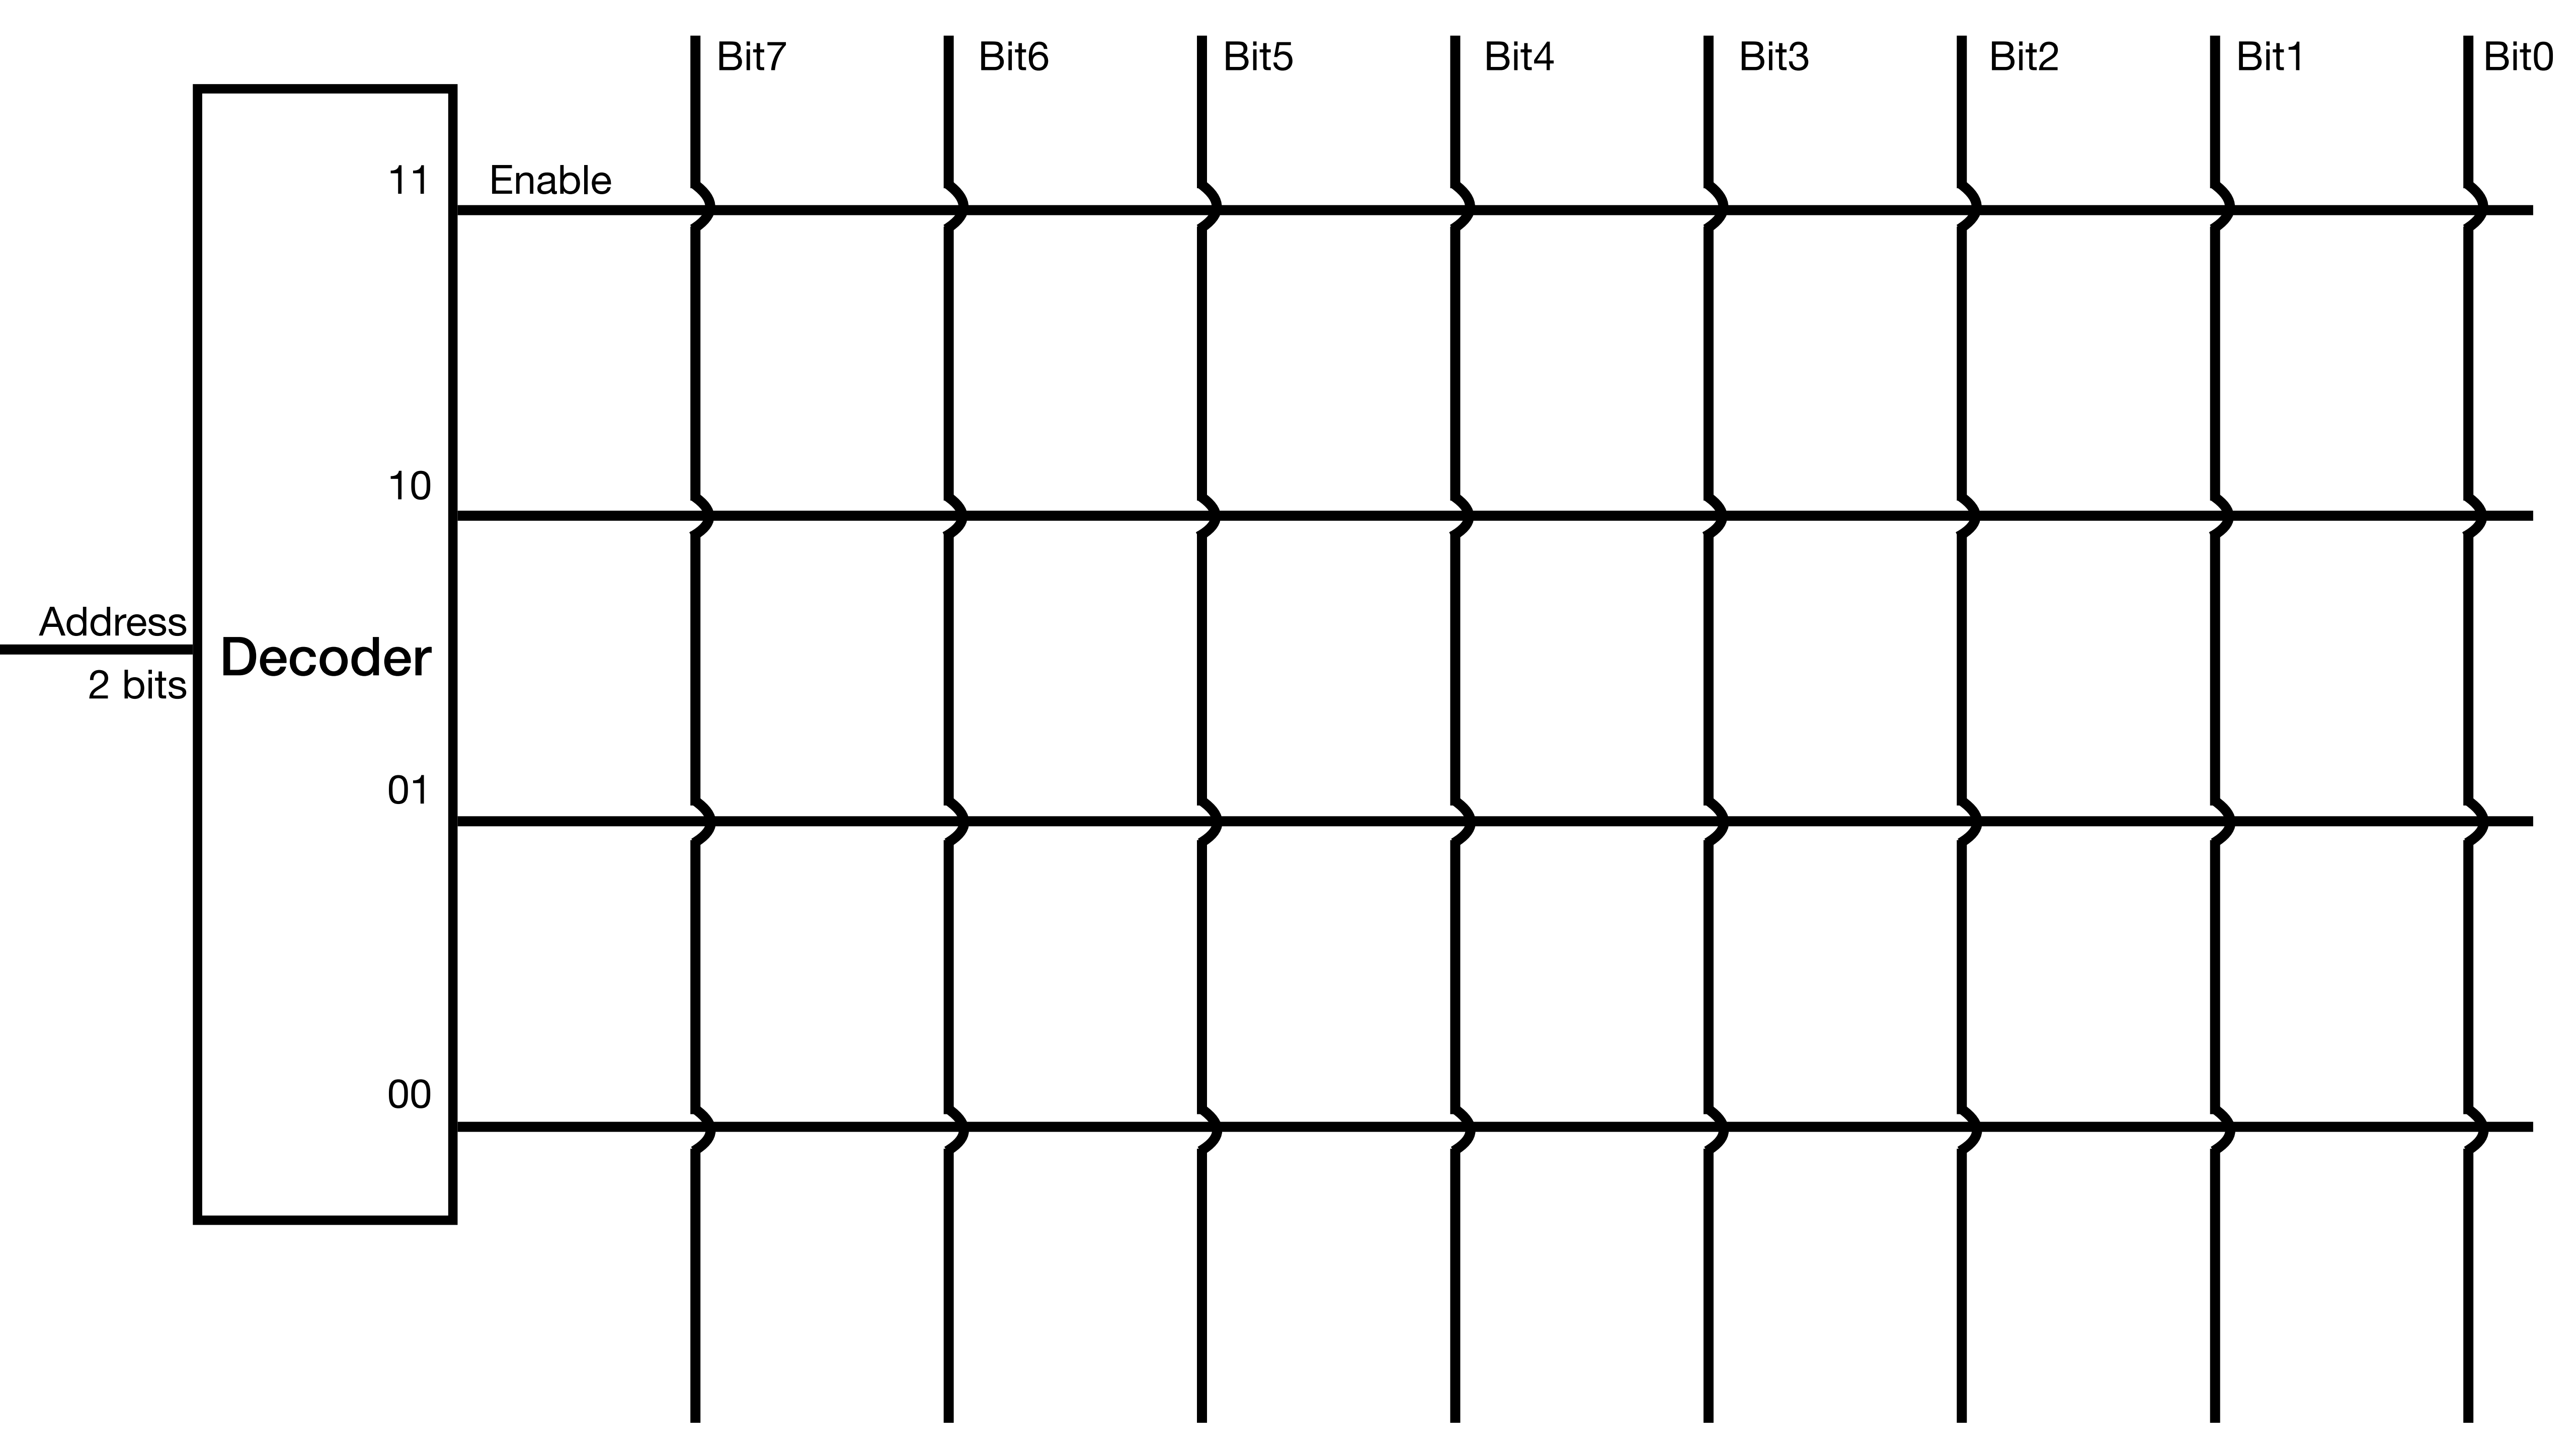 Bit7 Bit6 Bit5 Bit4 Bit3 Bit2 Bit1 Bit0
11 Enable
10
Address
Decoder
2 bits
01
00